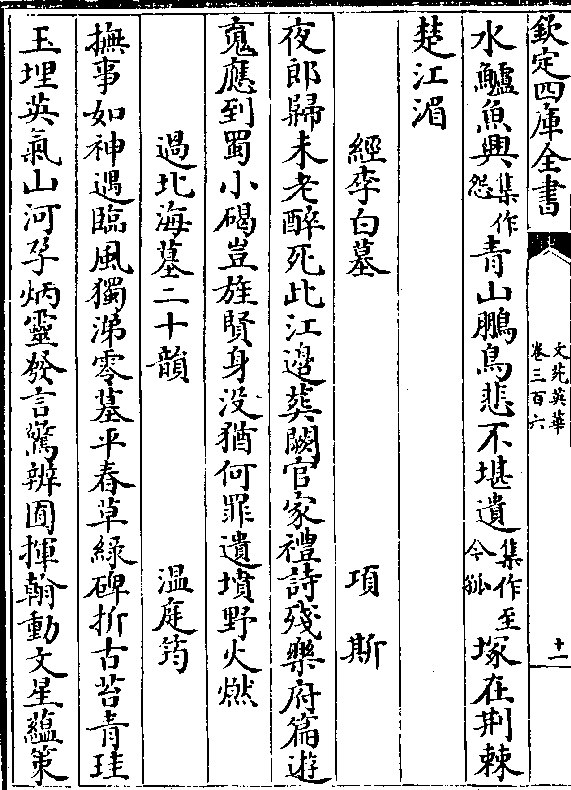 欽定四庫全書
文苑英華
卷三百六
十一
水鱸魚興集作怨青山鵬鳥悲不堪遺集作至今孤塚在荆棘
楚江湄
經李白墓 項斯
夜郎歸未老醉死此江邉葬闕官家禮詩殘樂府篇遊
䰟應到蜀小碣豈旌賢身没猶何罪遺墳野火燃
過北海墓二十韻 温庭筠
撫事如神遇臨風獨涕零墓平春草緑碑折古苔青珪
玉埋英氣山河孕炳靈發言驚辨囿揮翰動文星蘊策